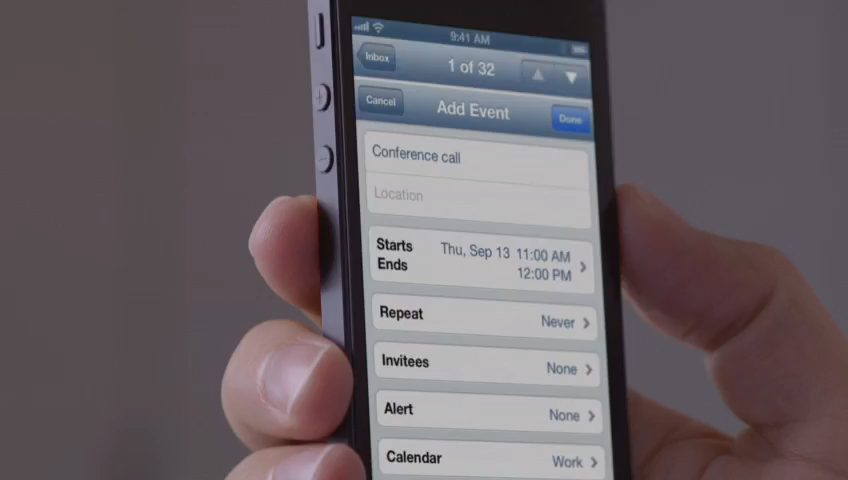 9:41 AM
Inbox
1 of 32
Cancel
Add Event
Done
Conference call
Location
Starts Thu, Sep 13 11:00 AM
Ends 12:00 PM
Repeat Never
Invitees None
Alert None
Calendar Work